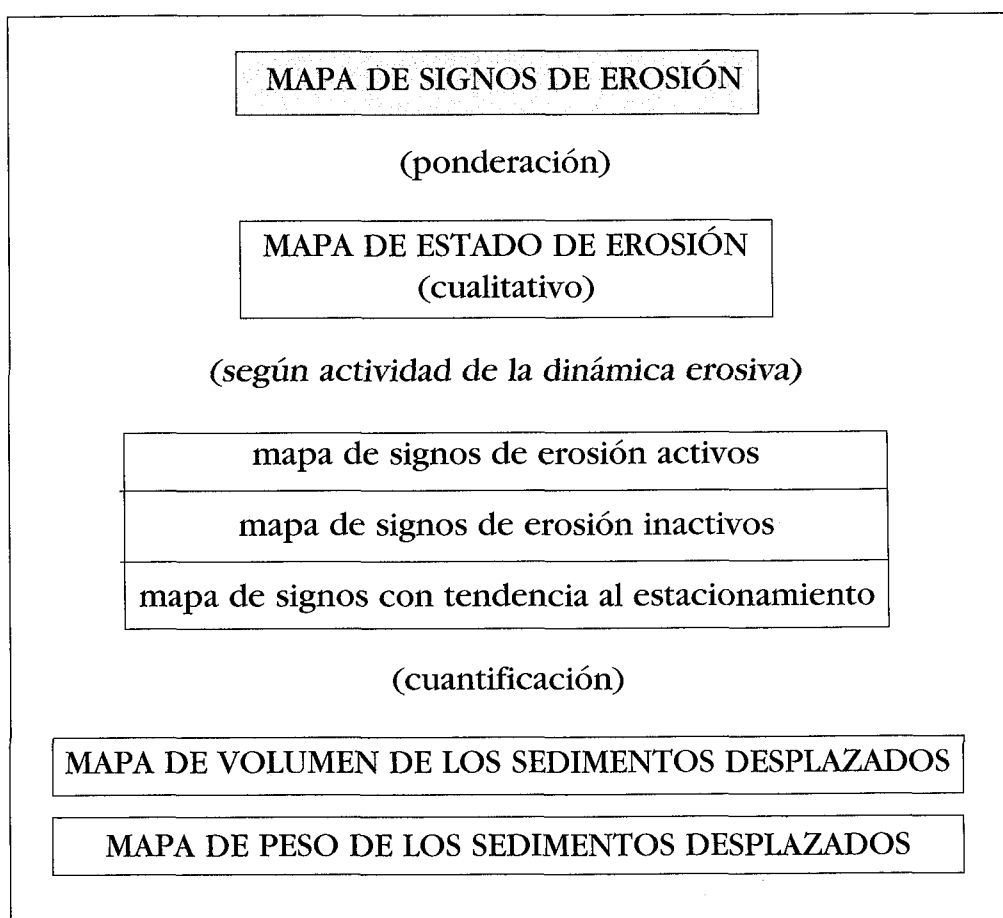 MAPA DE SIGNOS DE EROSIÓN
(ponderación)
MAPA DE ESTADO DE EROSIÓN
(cualitativo)
(según actividad de la dinámica erosiva)
mapa de signos de erosión activos
mapa de signos de erosión inactivos
mapa de signos con tendencia al estacionamiento
(cuantificación)
MAPA DE VOLUMEN DE LOS SEDIMENTOS DESPLAZADOS
MAPA DE PESO DE LOS SEDIMENTOS DESPLAZADOS